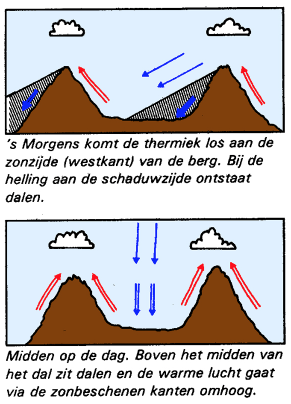 's Morgens komt de thermiek los aan de
zonzijde (westkant) van de berg. Bij de
helling aan de schaduwzijde ontstaat
dalen.
Midden op de dag. Boven het midden van
het dal zit dalen en de warme lucht gaat
via de zonbeschenen kanten omhoog.